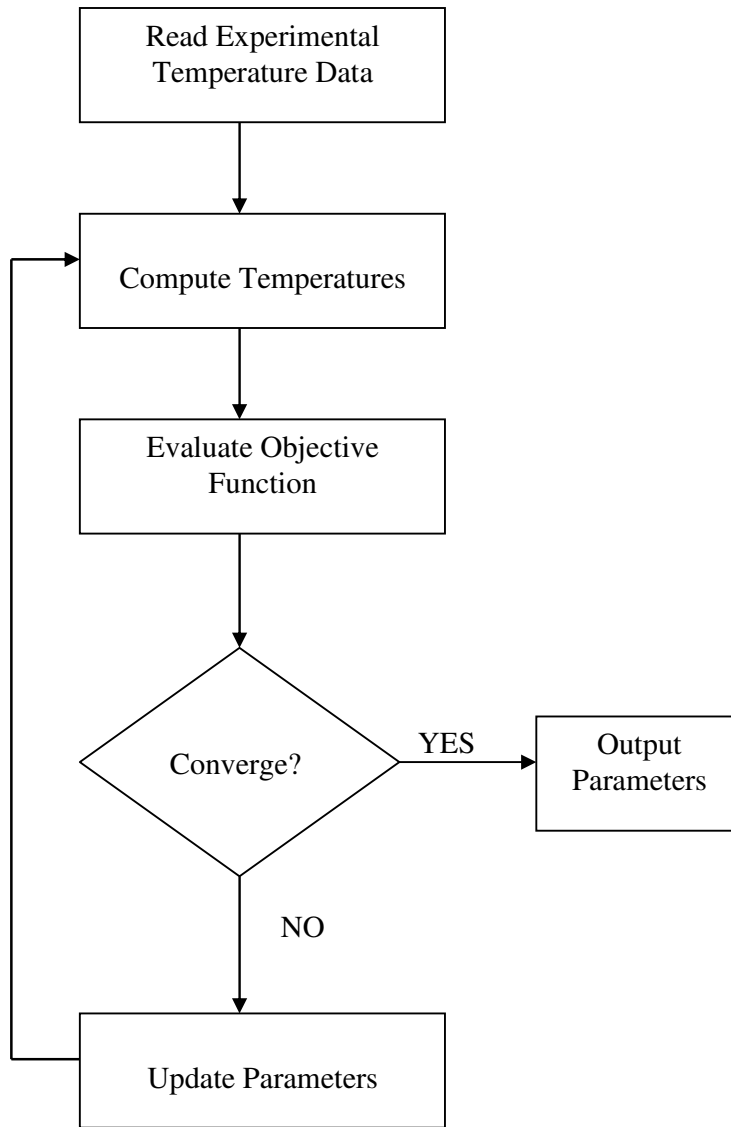 Read Experimental
Temperature Data
Compute Temperatures
Evaluate Objective
Function
Converge?
YES
Output
Parameters
NO
Update Parameters